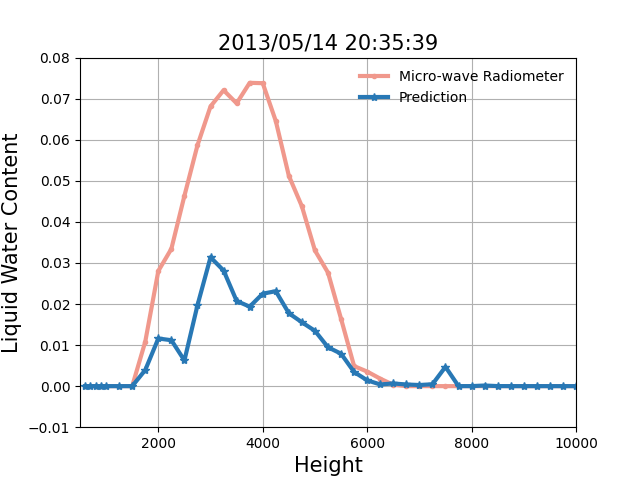 2013/05/14 20:35:39
Micro-wave Radiometer
Prediction
Liquid Water Content
0.08
0.07
0.06
0.05
0.04
0.03
0.02
0.01
0.00
−0.01
2000 4000 6000 8000 10000
Height